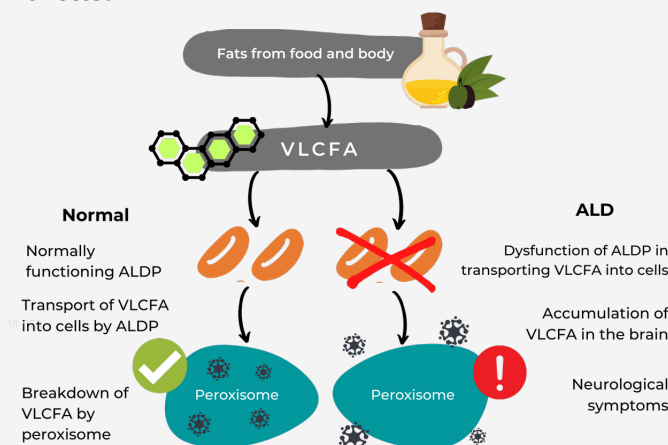 Fats from food and body
VLCFA
Normal
ALD
Normally
functioning ALDP
Dysfunction of ALDP in
transporting VLCFA into cells
Transport of VLCFA
into cells by ALDP
Accumulation of
VLCFA in the brain
Breakdown of
VLCFA by
peroxisome
Peroxisome
Peroxisome
Neurological
symptoms